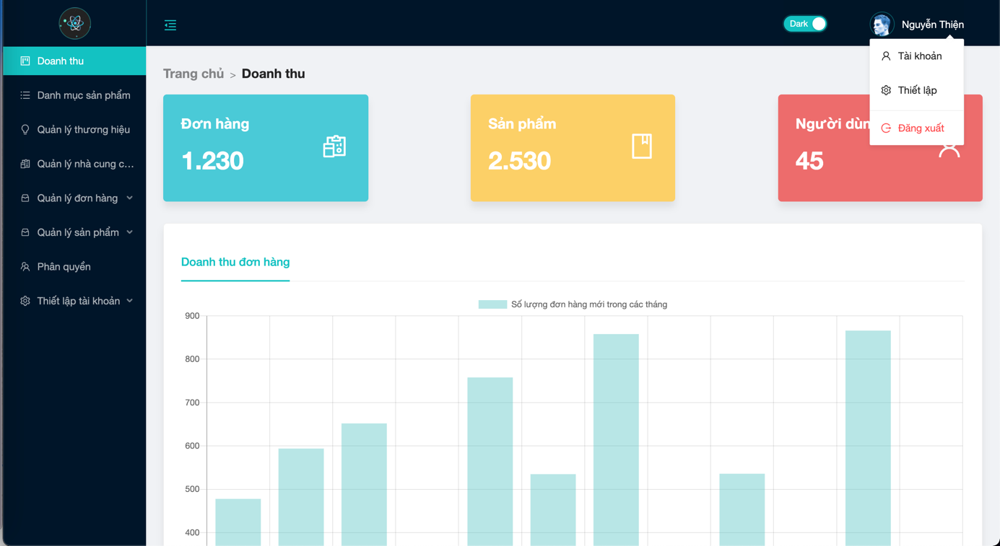 Dark
Nguyễn Thiện
Tài khoản
Thiết lập
Đăng xuất
Doanh thu
Danh mục sản phẩm
Quản lý thương hiệu
Quản lý nhà cung c...
Quản lý đơn hàng
Quản lý sản phẩm
Phân quyền
Thiết lập tài khoản
Trang chủ > Doanh thu
Đơn hàng
1.230
Sản phẩm
2.530
Người dùn
45
Doanh thu đơn hàng
Số lượng đơn hàng mới trong các tháng
900
800
700
600
500
400